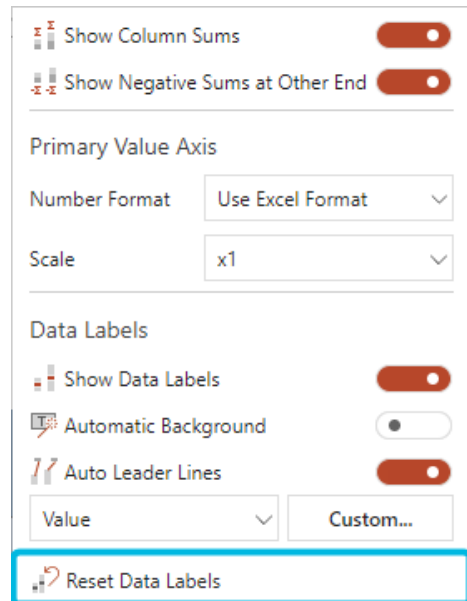 Show Column Sums
Show Negative Sums at Other End
Primary Value Axis
Number Format Use Excel Format
Scale x1
Data Labels
Show Data Labels
Automatic Background
Auto Leader Lines
Value Custom...
Reset Data Labels